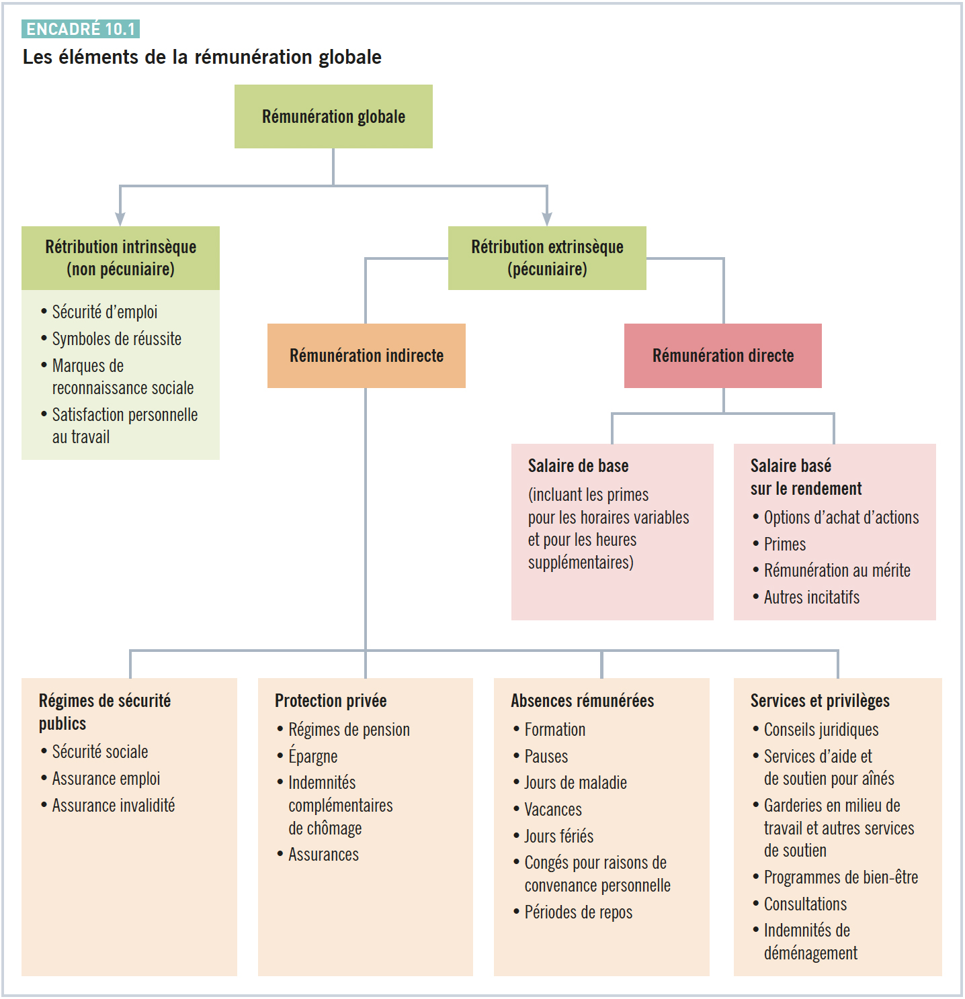 ENCADRÉ 10.1
Les éléments de la rémunération globale
Rémunération globale
Rétribution intrinsèque
(non pécuniaire)
• Sécurité d’emploi
• Symboles de réussite
• Marques de
reconnaissance sociale
• Satisfaction personnelle
au travail
Rétribution extrinsèque
(pécuniaire)
Rémunération indirecte
Rémunération directe
Salaire de base
(incluant les primes
pour les horaires variables
et pour les heures
supplémentaires)
Salaire basé
sur le rendement
• Options d’achat d’actions
• Primes
• Rémunération au mérite
• Autres incitatifs
Régimes de sécurité
publics
• Sécurité sociale
• Assurance emploi
• Assurance invalidité
Protection privée
• Régimes de pension
• Épargne
• Indemnités
complémentaires
de chômage
• Assurances
Absences rémunérées
• Formation
• Pauses
• Jours de maladie
• Vacances
• Jours fériés
• Congés pour raisons de
convenance personnelle
• Périodes de repos
Services et privilèges
• Conseils juridiques
• Services d’aide et
de soutien pour aînés
• Garderies en milieu de
travail et autres services
de soutien
• Programmes de bien-être
• Consultations
• Indemnités de
déménagement